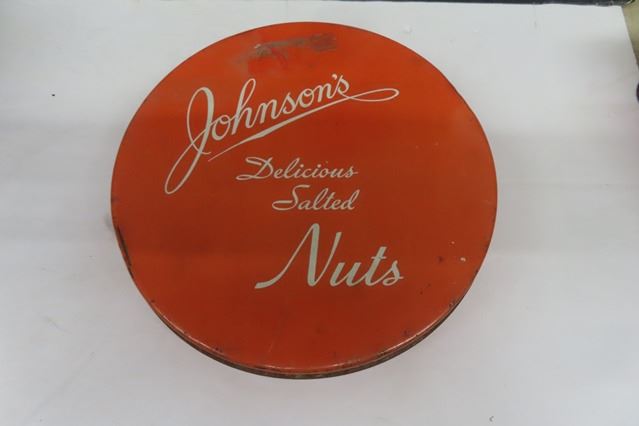 Johnson's
Delicious
Salted
Nuts